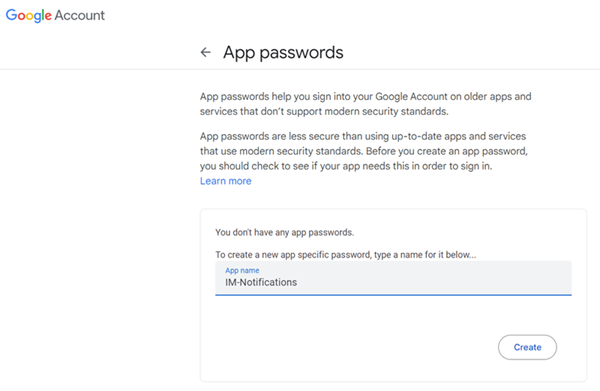 Google Account
App passwords
App passwords help you sign into your Google Account on older apps and
services that don't support modern security standards.
App passwords are less secure than using up-to-date apps and services
that use modern security standards. Before you create an app password,
you should check to see if your app needs this in order to sign in.
Learn more
You don't have any app passwords.
To create a new app specific password, type a name for it below...
App name
IM-Notifications
Create